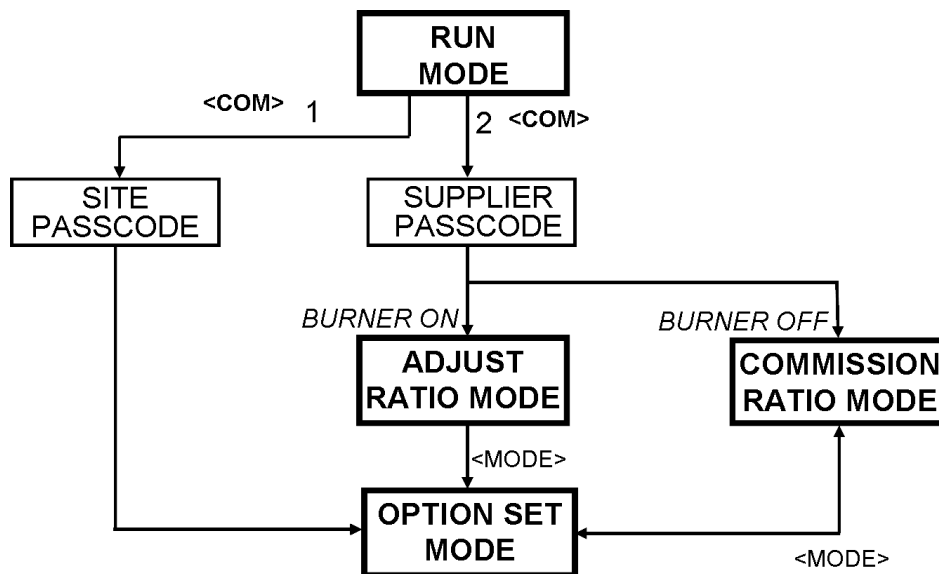 RUN
MODE
<COM> 1
2 <COM>
SITE
PASSCODE
SUPPLIER
PASSCODE
BURNER ON
BURNER OFF
ADJUST
RATIO MODE
COMMISSION
RATIO MODE
<MODE>
OPTION SET
MODE
<MODE>